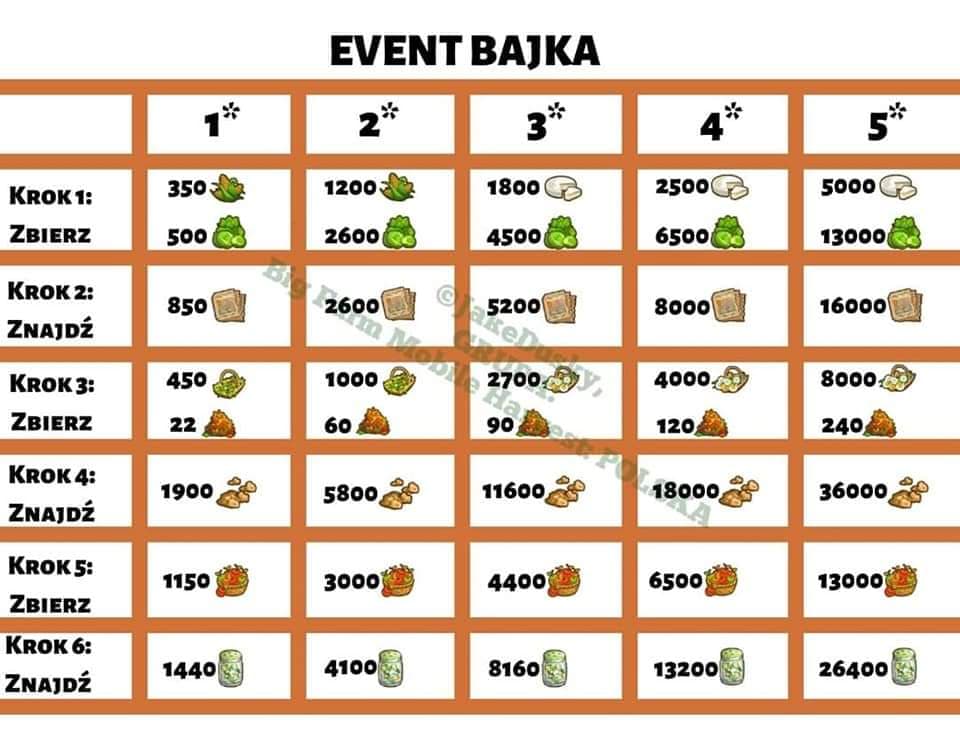 EVENT BAJKA
1* 2* 3* 4* 5*
Krok 1:
Zbierz
350 1200 1800 2500 5000
500 2600 4500 6500 13000
Krok 2:
Znajdź
850 2600 5200 8000 16000
Krok 3:
Zbierz
450 1000 2700 4000 8000
22 60 90 120 240
Krok 4:
Znajdź
1900 5800 11600 18000 36000
Krok 5:
Zbierz
1150 3000 4400 6500 13000
Krok 6:
Znajdź
1440 4100 8160 13200 26400
©JakeDusky,
GRUPA:
Big Farm Mobile Harvest POLSKA